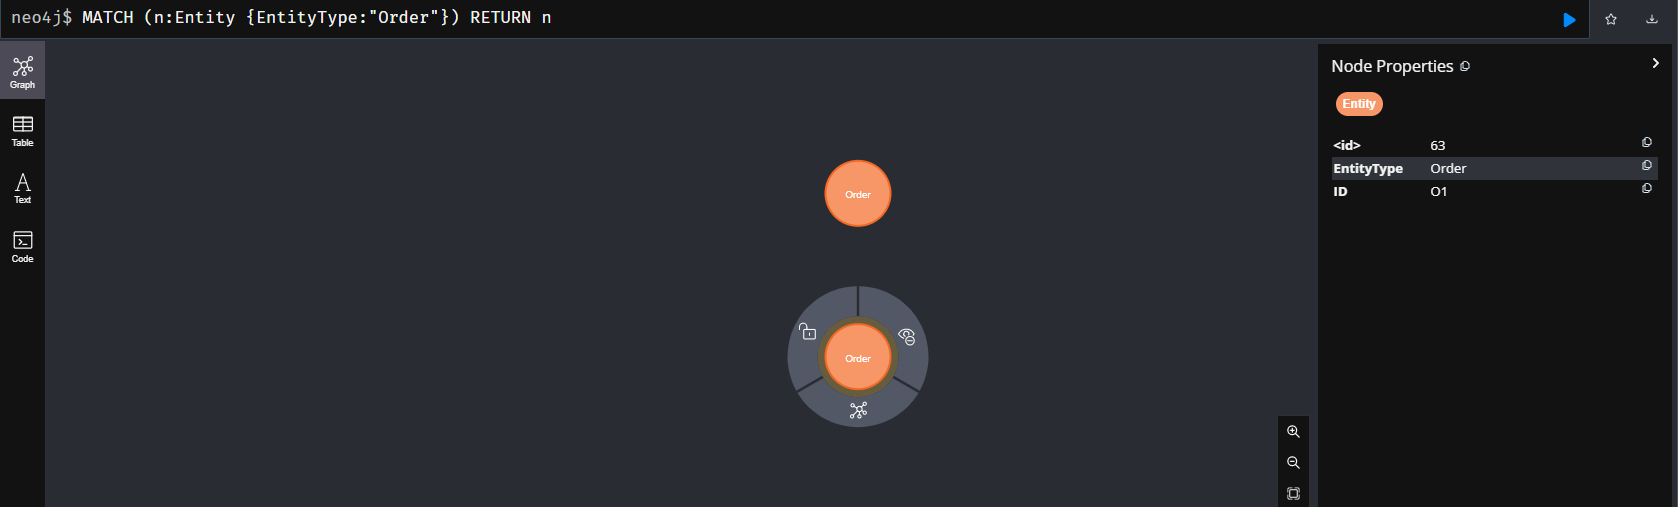 neo4j$ MATCH (n:Entity {EntityType:"Order"}) RETURN n
Graph
Table
Text
Code
Order
Order
Node Properties
Entity
<id> 63
EntityType Order
ID O1